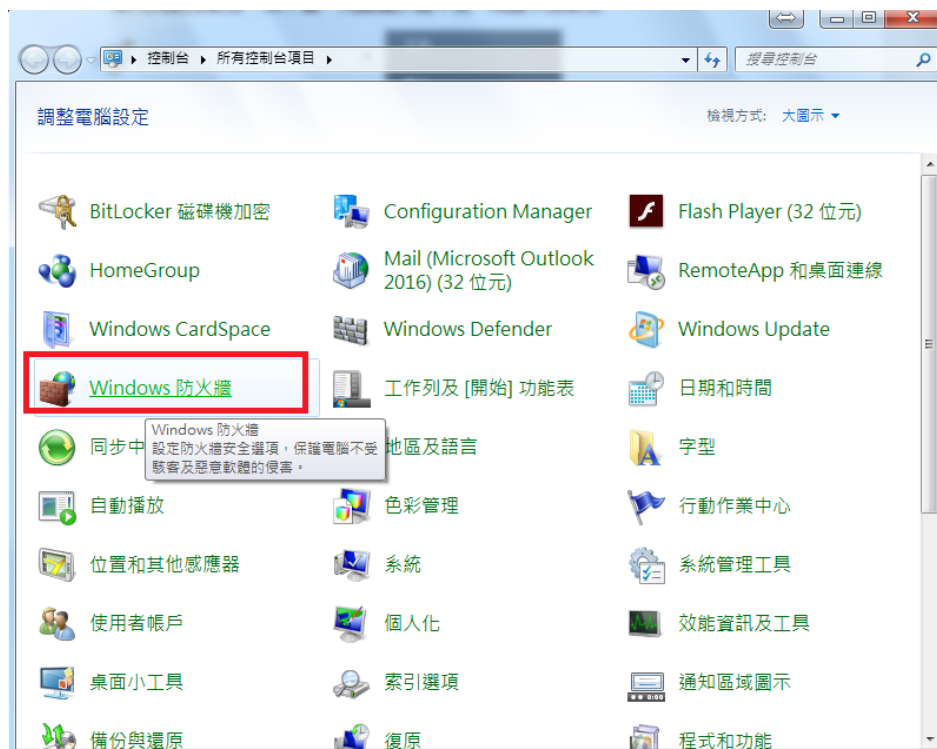 控制台 ▸ 所有控制台項目 ▸
搜尋控制台
調整電腦設定
檢視方式: 大圖示
BitLocker 磁碟機加密
Configuration Manager
Flash Player (32 位元)
HomeGroup
Mail (Microsoft Outlook
2016) (32 位元)
RemoteApp 和桌面連線
Windows CardSpace
Windows Defender
Windows Update
Windows 防火牆
工作列及 [開始] 功能表
日期和時間
Windows 防火牆
設定防火牆安全選項，保護電腦不受
駭客及惡意軟體的侵害。
同步中
地區及語言
字型
自動播放
色彩管理
行動作業中心
位置和其他感應器
系統
系統管理工具
使用者帳戶
個人化
效能資訊及工具
桌面小工具
索引選項
通知區域圖示
備份與還原
復原
程式和功能